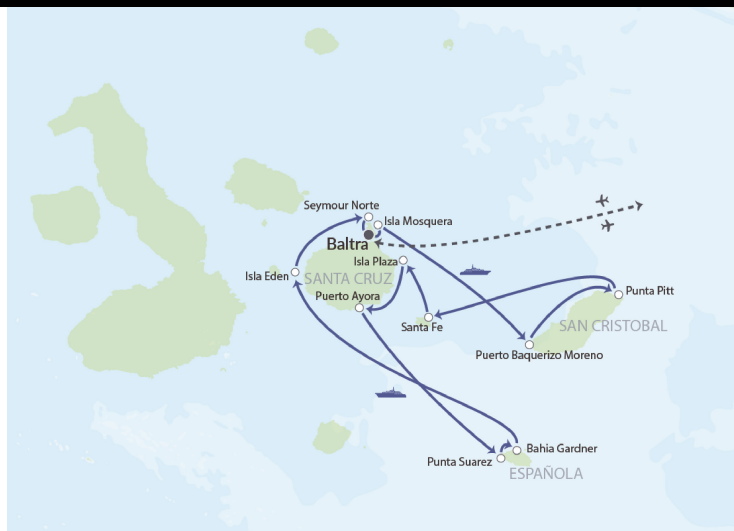 Seymour Norte
Isla Mosquera
Baltra
Isla Plaza
Isla Eden
SANTA CRUZ
Puerto Ayora
Punta Pitt
Santa Fe
SAN CRISTOBAL
Puerto Baquerizo Moreno
Bahia Gardner
Punta Suarez
ESPAÑOLA